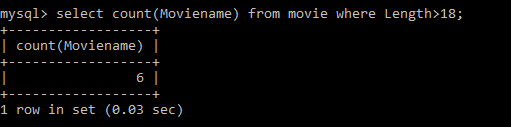 mysql> select count(Moviename) from movie where Length>18;
+------------------+
| count(Moviename) |
+------------------+
|                6 |
+------------------+
1 row in set (0.03 sec)